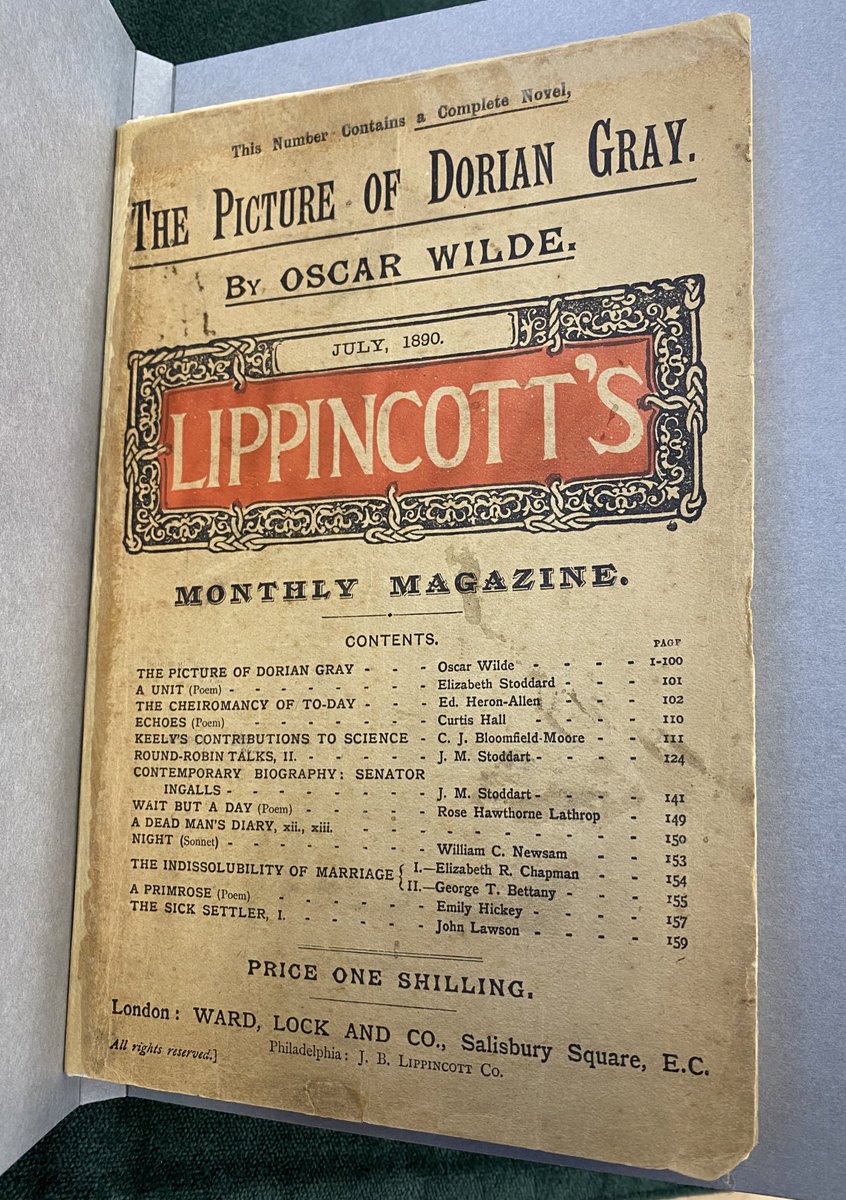 This Number Contains a Complete Novel,
THE PICTURE OF DORIAN GRAY.
BY OSCAR WILDE.
JULY, 1890.
LIPPINCOTT'S
MONTHLY MAGAZINE.
CONTENTS.
PAGE
THE PICTURE OF DORIAN GRAY - - - Oscar Wilde - - - - 1-100
A UNIT (Poem) - - - - - - - Elizabeth Stoddard - - - 101
THE CHEIROMANCY OF TO-DAY - - - Ed. Heron-Allen - - - 102
ECHOES (Poem) - - - - - - - Curtis Hall - - - - 110
KEELY'S CONTRIBUTIONS TO SCIENCE - C. J. Bloomfield-Moore - - 111
ROUND-ROBIN TALKS, II. - - - - - J. M. Stoddart - - - - 124
CONTEMPORARY BIOGRAPHY: SENATOR
INGALLS - - - - - - - J. M. Stoddart - - - - 141
WAIT BUT A DAY (Poem) - - - - - Rose Hawthorne Lathrop - 149
A DEAD MAN'S DIARY, xii., xiii. - - - - - - - - - 150
NIGHT (Sonnet) - - - - - - - William C. Newsam - - 153
THE INDISSOLUBILITY OF MARRIAGE { I.—Elizabeth R. Chapman - 154
II.—George T. Bettany - - 155
A PRIMROSE (Poem) - - - - - Emily Hickey - - - - 157
THE SICK SETTLER, I. - - - - - John Lawson - - - - 159
PRICE ONE SHILLING.
London: WARD, LOCK AND CO., Salisbury Square, E.C.
All rights reserved.] Philadelphia: J. B. LIPPINCOTT CO.